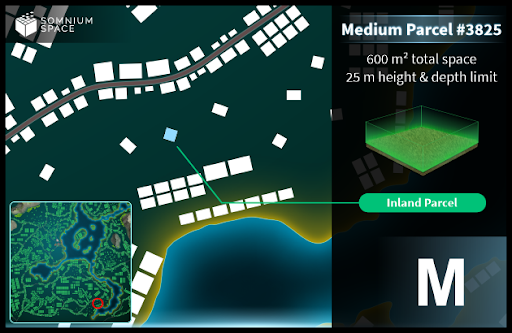 SOMNIUM
SPACE
Medium Parcel #3825
600 m² total space
25 m height & depth limit
Inland Parcel
M